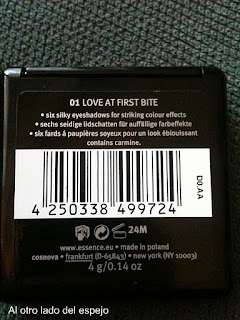 01 LOVE AT FIRST BITE
• six silky eyeshadows for striking colour effects
• sechs seidige lidschatten für auffällige farbeffekte
• six fards á paupières soyeux pour un look éblouissant
contains carmine.
4 250338 499724
D0.AA
24M
www.essence.eu • made in poland
cosnova • frankfurt (D-65843) • new york (NY 10003)
4 g/0.14 oz
Al otro lado del espejo